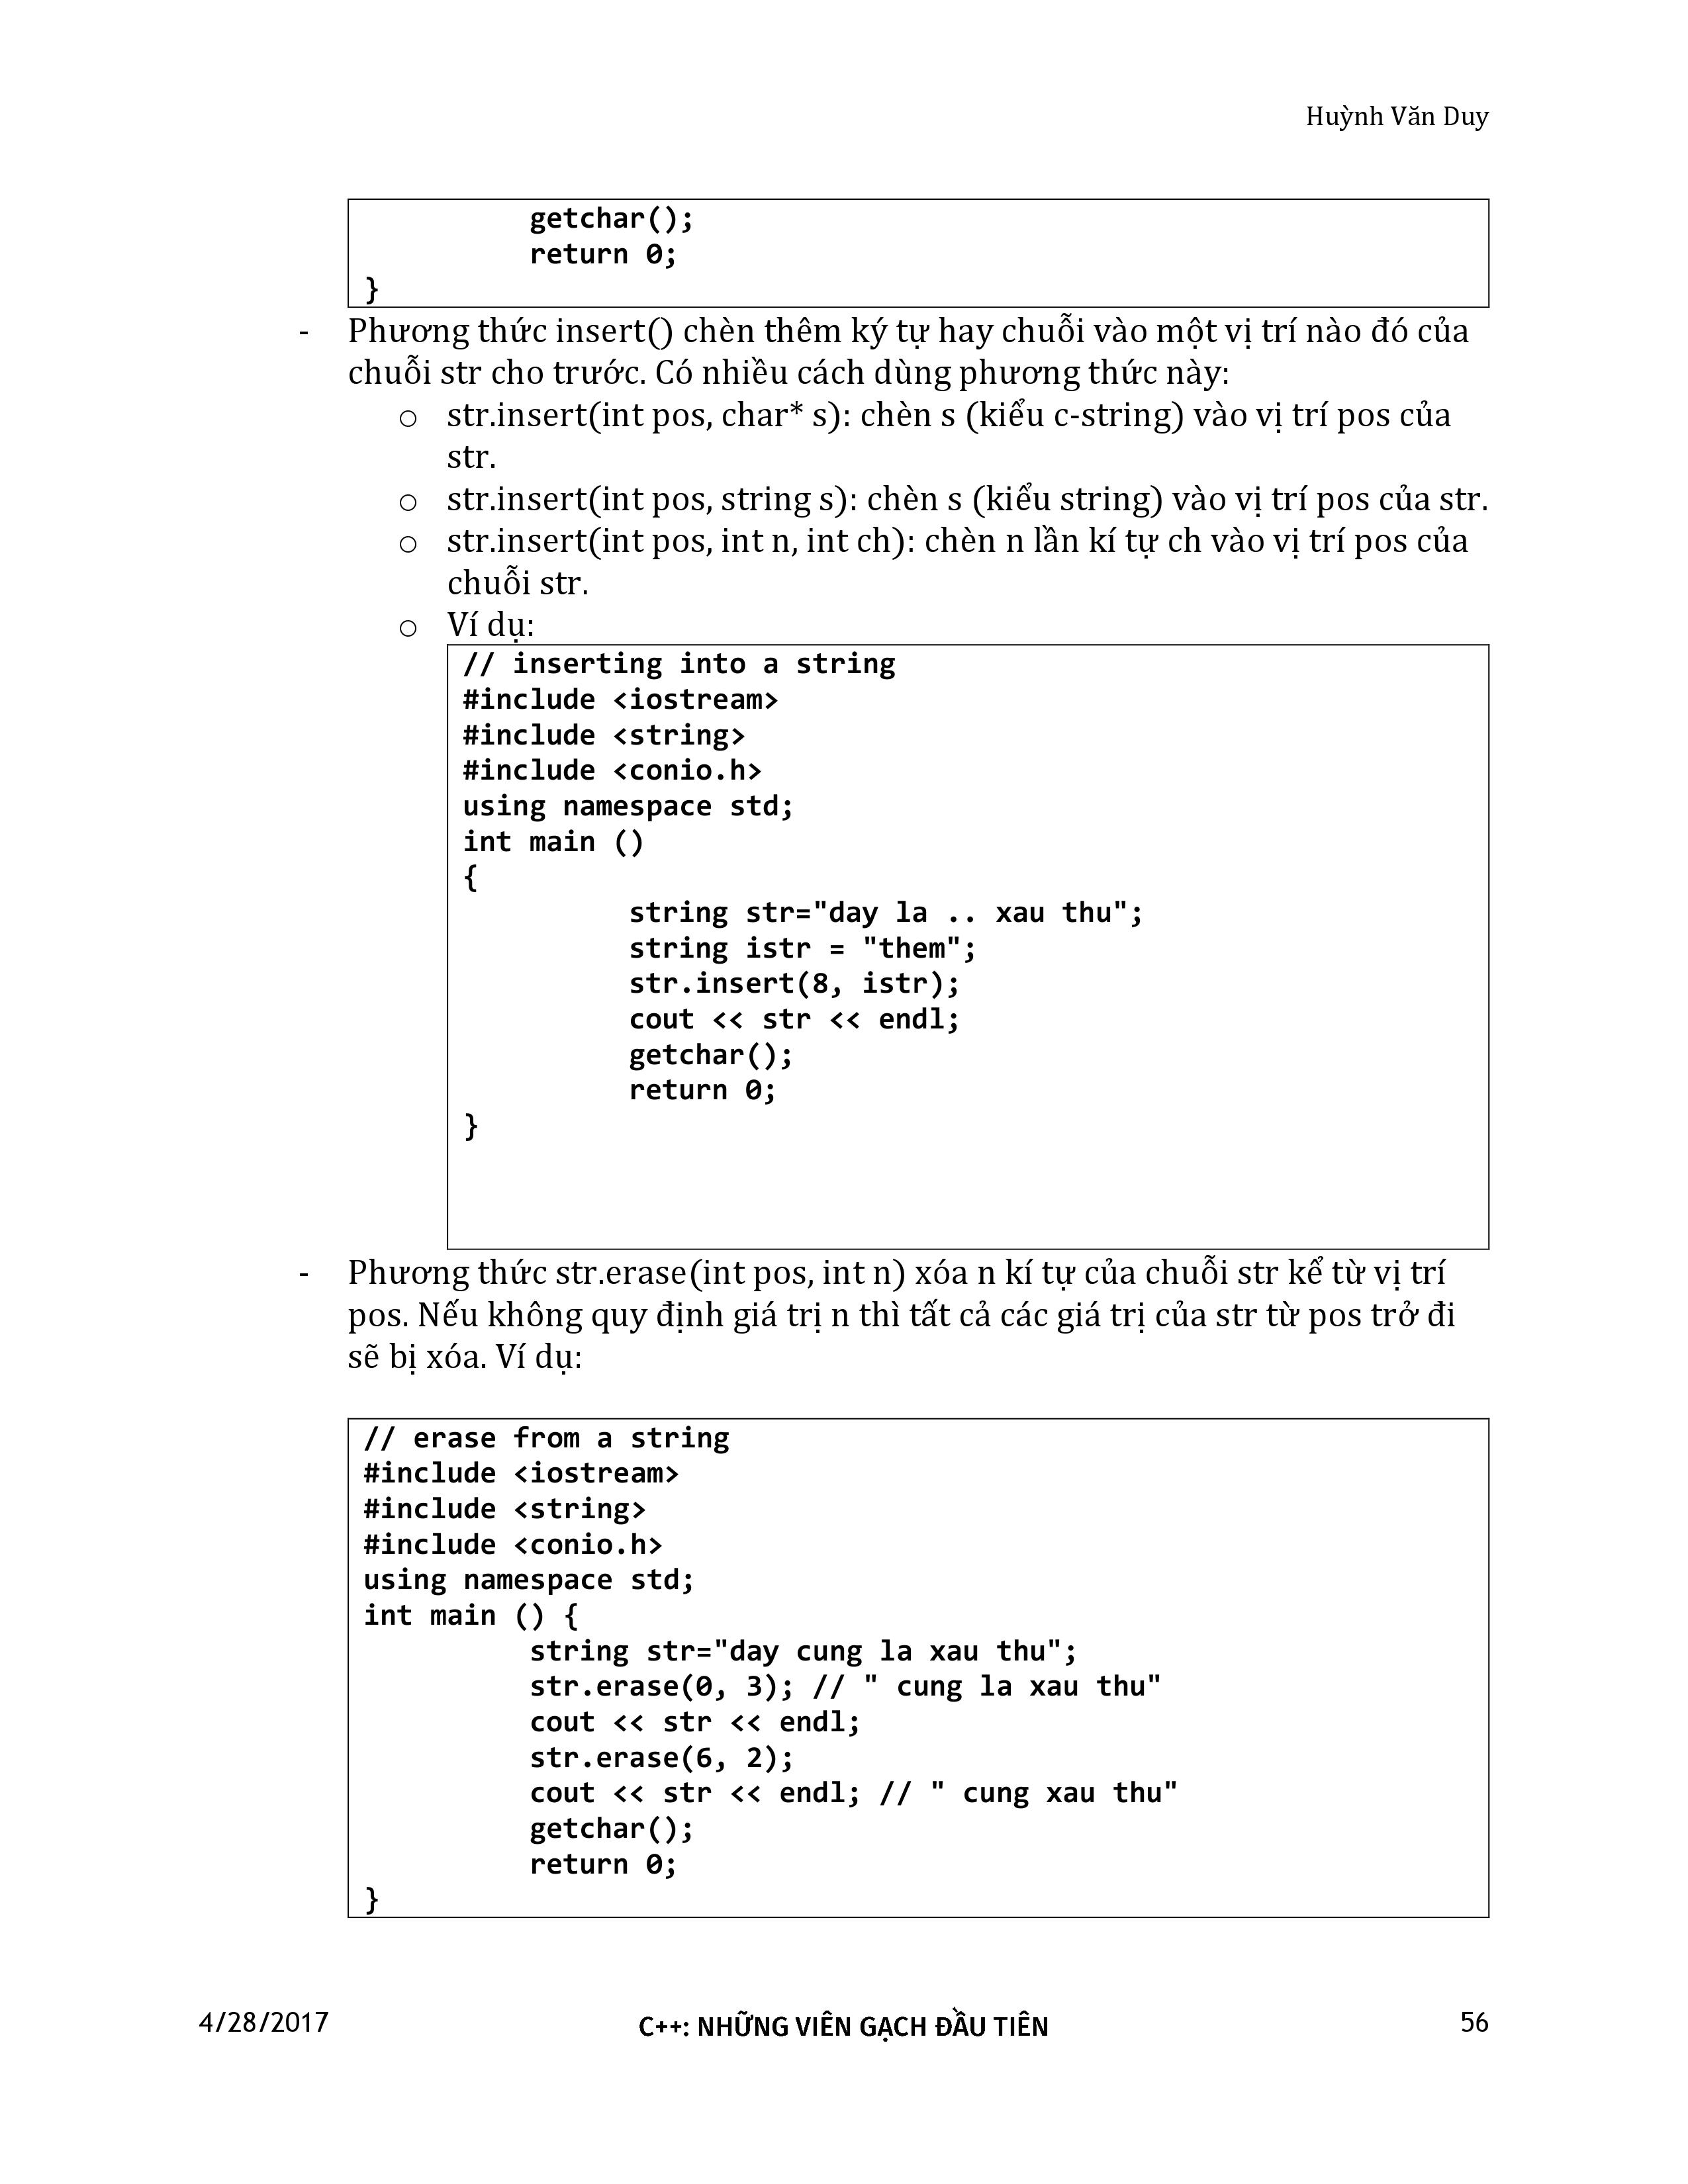 Huỳnh Văn Duy
getchar();
return 0;
}
- Phương thức insert() chèn thêm ký tự hay chuỗi vào một vị trí nào đó của
chuỗi str cho trước. Có nhiều cách dùng phương thức này:
o str.insert(int pos, char* s): chèn s (kiểu c-string) vào vị trí pos của
str.
o str.insert(int pos, string s): chèn s (kiểu string) vào vị trí pos của str.
o str.insert(int pos, int n, int ch): chèn n lần kí tự ch vào vị trí pos của
chuỗi str.
o Ví dụ:
// inserting into a string
#include <iostream>
#include <string>
#include <conio.h>
using namespace std;
int main ()
{
string str="day la .. xau thu";
string istr = "them";
str.insert(8, istr);
cout << str << endl;
getchar();
return 0;
}
- Phương thức str.erase(int pos, int n) xóa n kí tự của chuỗi str kể từ vị trí
pos. Nếu không quy định giá trị n thì tất cả các giá trị của str từ pos trở đi
sẽ bị xóa. Ví dụ:
// erase from a string
#include <iostream>
#include <string>
#include <conio.h>
using namespace std;
int main () {
string str="day cung la xau thu";
str.erase(0, 3); // " cung la xau thu"
cout << str << endl;
str.erase(6, 2);
cout << str << endl; // " cung xau thu"
getchar();
return 0;
}
4/28/2017 C++: NHỮNG VIÊN GẠCH ĐẦU TIÊN 56